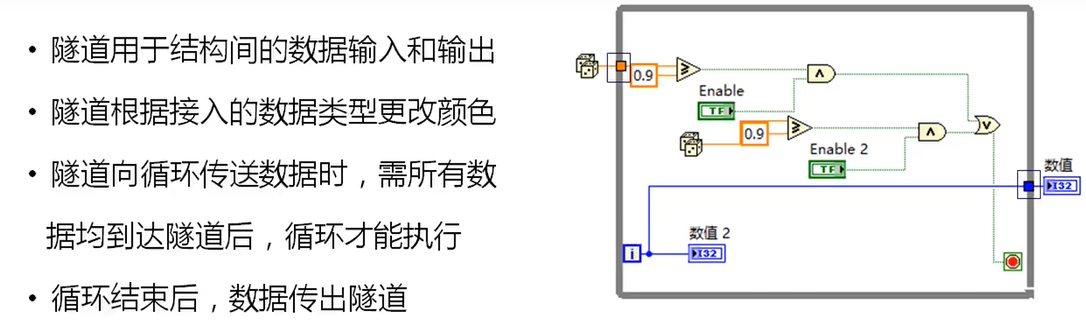 • 隧道用于结构间的数据输入和输出
• 隧道根据接入的数据类型更改颜色
• 隧道向循环传送数据时，需所有数
据均到达隧道后，循环才能执行
• 循环结束后，数据传出隧道
0.9
Enable
TF
0.9
Enable 2
TF
数值
I32
数值 2
i
I32